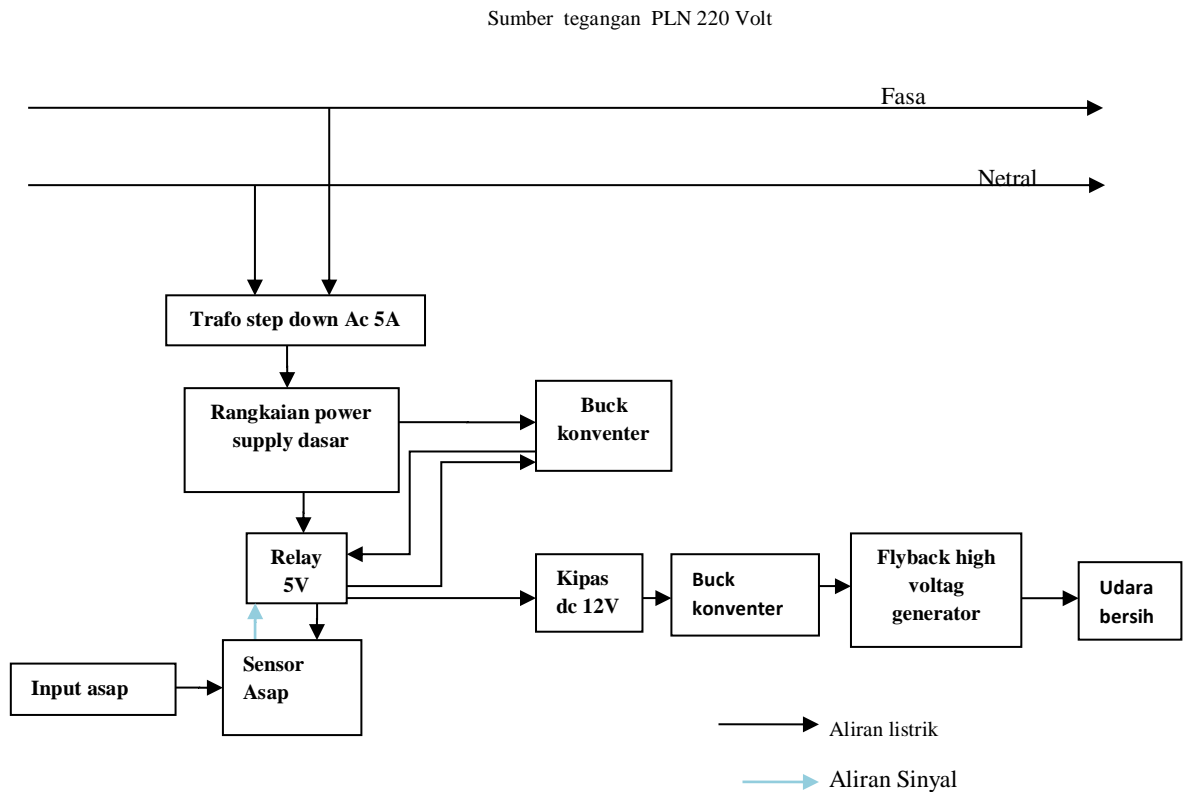 Sumber tegangan PLN 220 Volt
Fasa
Netral
Trafo step down Ac 5A
Rangkaian power
supply dasar
Buck
konventer
Relay
5V
Kipas
dc 12V
Buck
konventer
Flyback high
voltag
generator
Udara
bersih
Input asap
Sensor
Asap
Aliran listrik
Aliran Sinyal